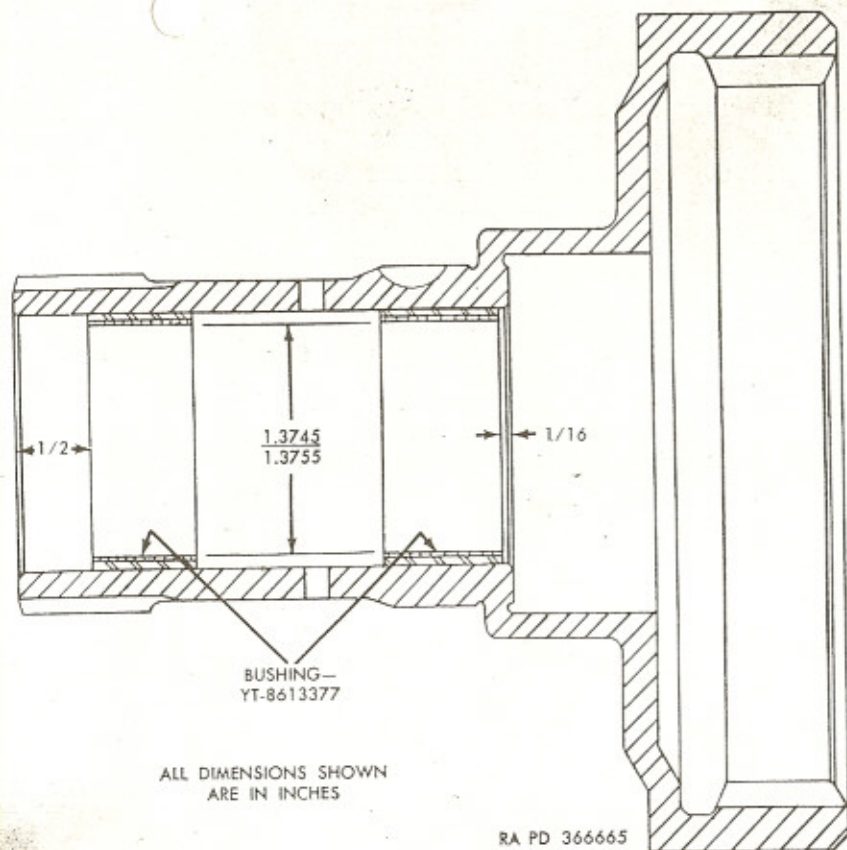 1/2
1.3745
1.3755
1/16
BUSHING—
YT-8613377
ALL DIMENSIONS SHOWN
ARE IN INCHES
RA PD 366665